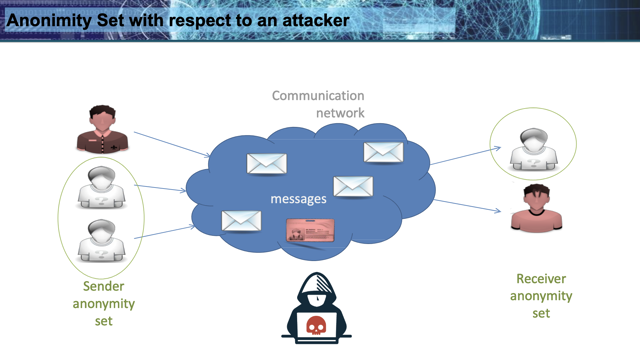 Anonimity Set with respect to an attacker
Communication
network
messages
Sender
anonymity
set
Receiver
anonymity
set